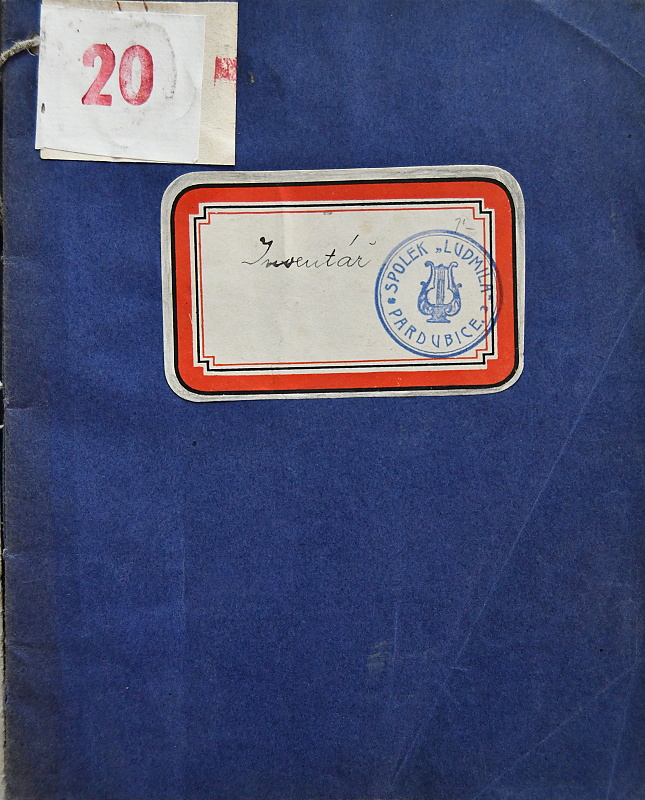 20
Inventář
SPOLEK „LUDMILA"
PARDUBICE